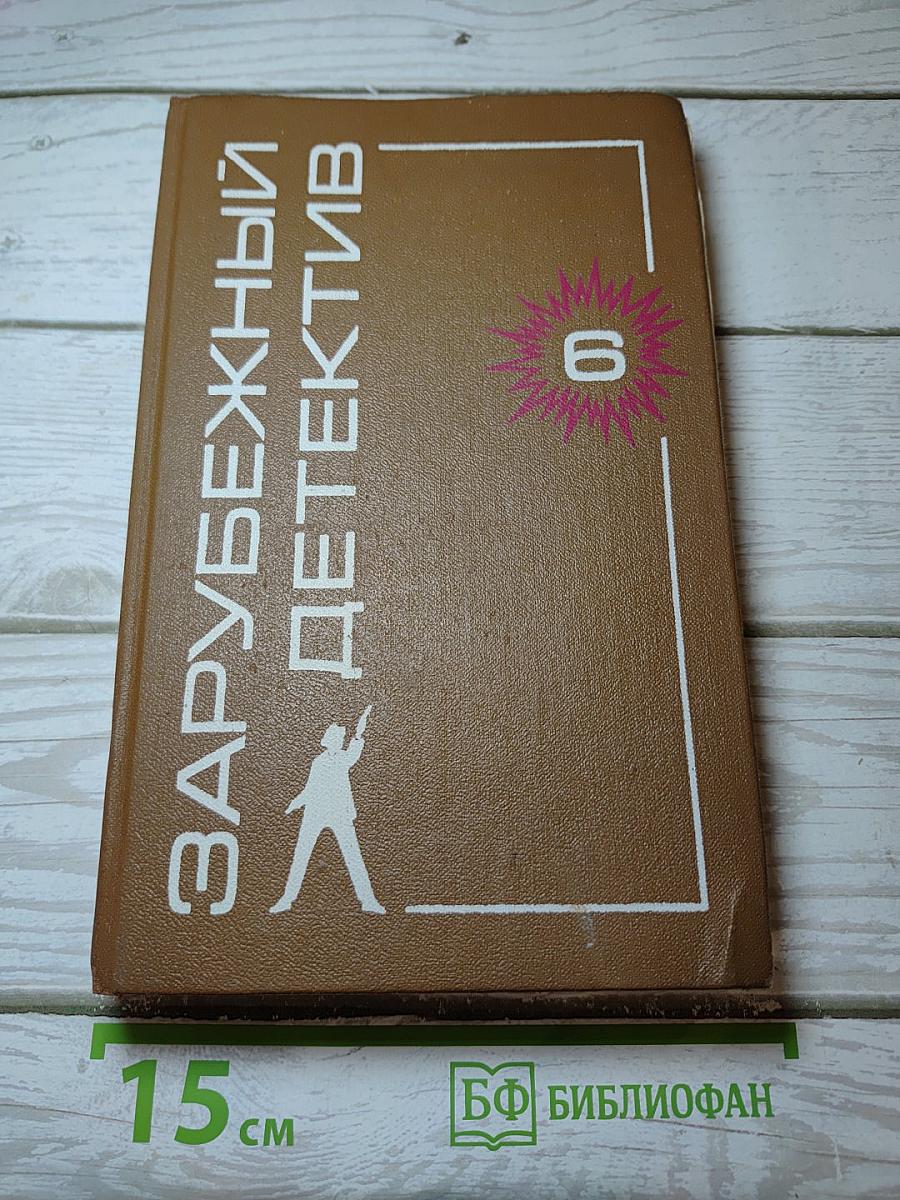 ЗАРУБЕЖНЫЙ
ДЕТЕКТИВ
6
15 см
БФ БИБЛИОФАН